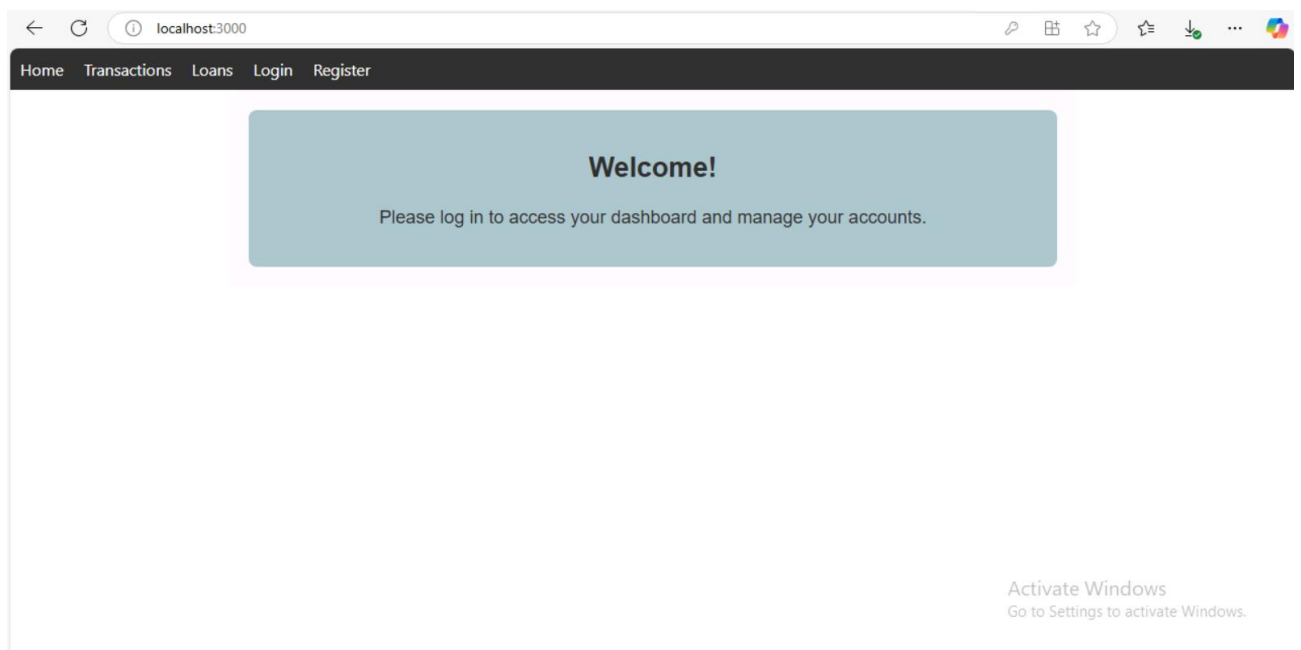 localhost:3000
Home Transactions Loans Login Register
Welcome!
Please log in to access your dashboard and manage your accounts.
Activate Windows
Go to Settings to activate Windows.